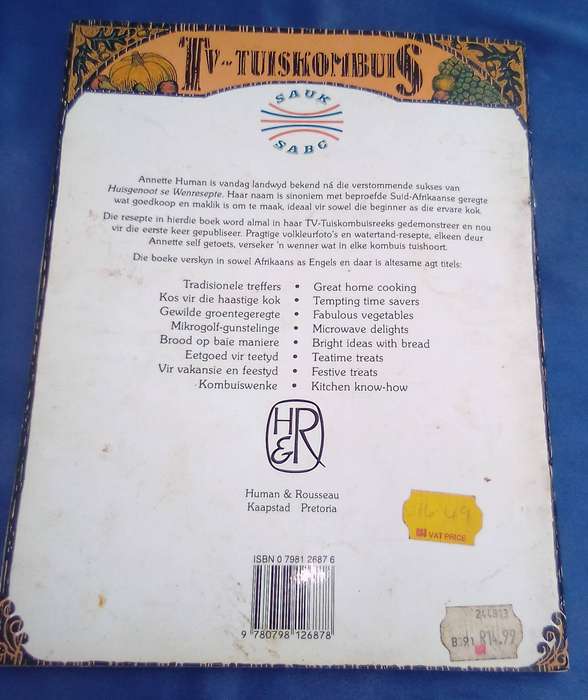 TV-TUISKOMBUIS
SAUK
SABC
Annette Human is vandag landwyd bekend ná die verstommende sukses van
Huisgenoot se Wenresepte. Haar naam is sinoniem met beproefde Suid-Afrikaanse geregte
wat goedkoop en maklik is om te maak, ideaal vir sowel die beginner as die ervare kok.
Die resepte in hierdie boek word almal in haar TV-Tuiskombuisreeks gedemonstreer en nou
vir die eerste keer gepubliseer. Pragtige volkleurfoto's en watertand-resepte, elkeen deur
Annette self getoets, verseker 'n wenner wat in elke kombuis tuishoort.
Die boeke verskyn in sowel Afrikaans as Engels en daar is altesame agt titels:
Tradisionele treffers • Great home cooking
Kos vir die haastige kok • Tempting time savers
Gewilde groentegeregte • Fabulous vegetables
Mikrogolf-gunstelinge • Microwave delights
Brood op baie maniere • Bright ideas with bread
Eetgoed vir teetyd • Teatime treats
Vir vakansie en feestyd • Festive treats
Kombuiswenke • Kitchen know-how
H&R
Human & Rousseau
Kaapstad Pretoria
ISBN 0 7981 2687 6
9 780798 126878
VAT PRICE
244913
R14.99